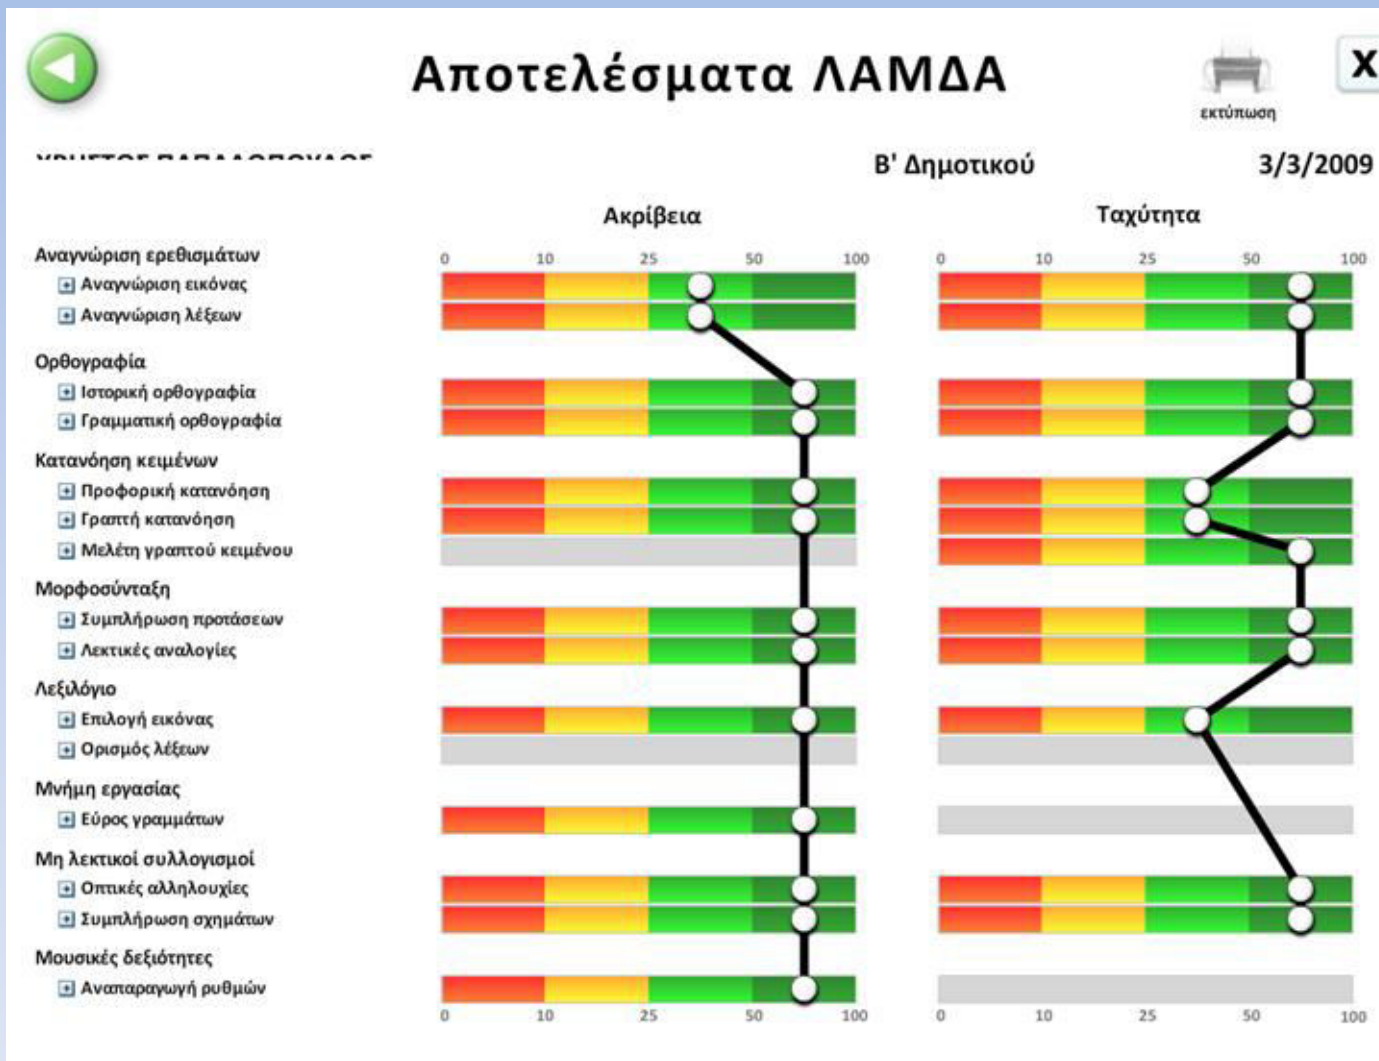 Αποτελέσματα ΛΑΜΔΑ
X
εκτύπωση
Β' Δημοτικού 3/3/2009
Ακρίβεια Ταχύτητα
Αναγνώριση ερεθισμάτων
0 10 25 50 100 0 10 25 50 100
Αναγνώριση εικόνας
Αναγνώριση λέξεων
Ορθογραφία
Ιστορική ορθογραφία
Γραμματική ορθογραφία
Κατανόηση κειμένων
Προφορική κατανόηση
Γραπτή κατανόηση
Μελέτη γραπτού κειμένου
Μορφοσύνταξη
Συμπλήρωση προτάσεων
Λεκτικές αναλογίες
Λεξιλόγιο
Επιλογή εικόνας
Ορισμός λέξεων
Μνήμη εργασίας
Εύρος γραμμάτων
Μη λεκτικοί συλλογισμοί
Οπτικές αλληλουχίες
Συμπλήρωση σχημάτων
Μουσικές δεξιότητες
Αναπαραγωγή ρυθμών
0 10 25 50 100 0 10 25 50 100